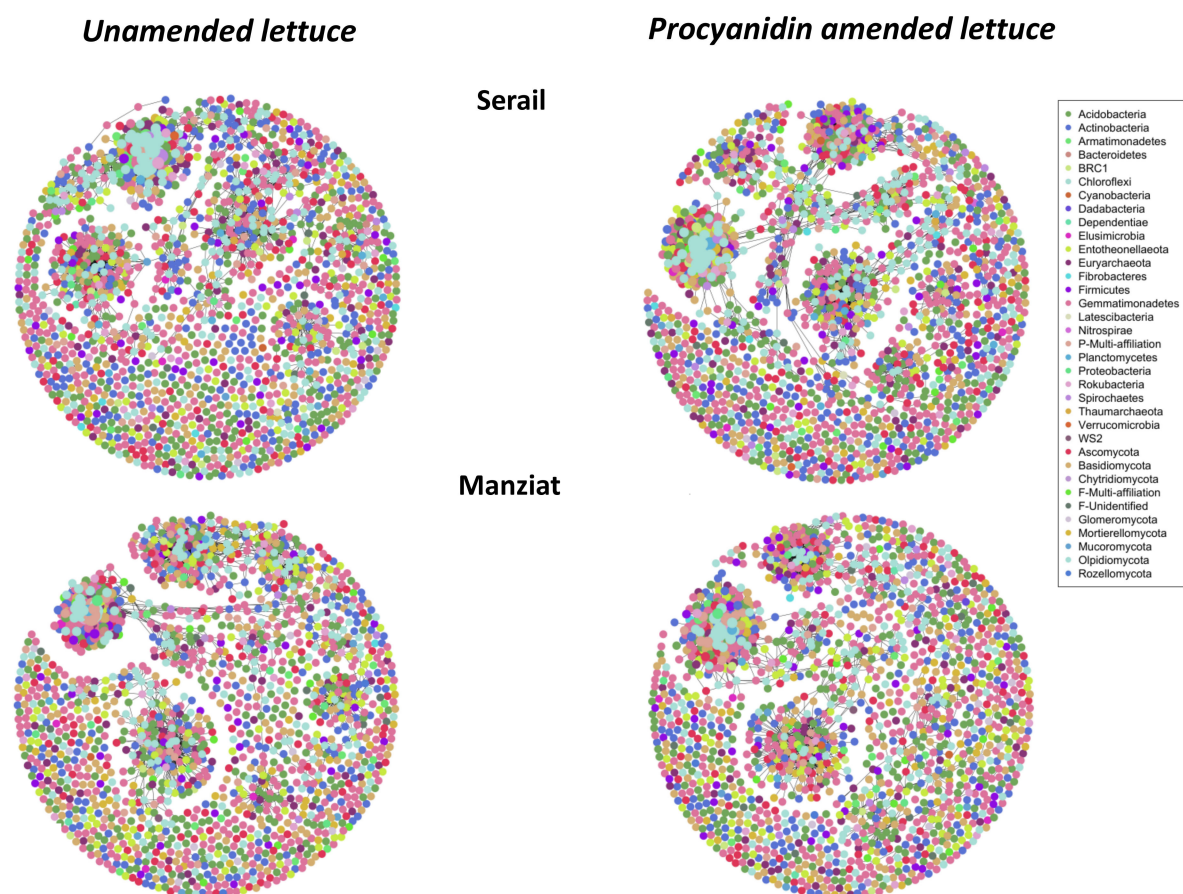 Unamended lettuce
Procyanidin amended lettuce
Serail
Acidobacteria
Actinobacteria
Armatimonadetes
Bacteroidetes
BRC1
Chloroflexi
Cyanobacteria
Dadabacteria
Dependentiae
Elusimicrobia
Entotheonellaeota
Euryarchaeota
Fibrobacteres
Firmicutes
Gemmatimonadetes
Latescibacteria
Nitrospirae
P-Multi-affiliation
Planctomycetes
Proteobacteria
Rokubacteria
Spirochaetes
Thaumarchaeota
Verrucomicrobia
WS2
Ascomycota
Basidiomycota
Chytridiomycota
F-Multi-affiliation
F-Unidentified
Glomeromycota
Mortierellomycota
Mucoromycota
Olpidiomycota
Rozellomycota
Manziat